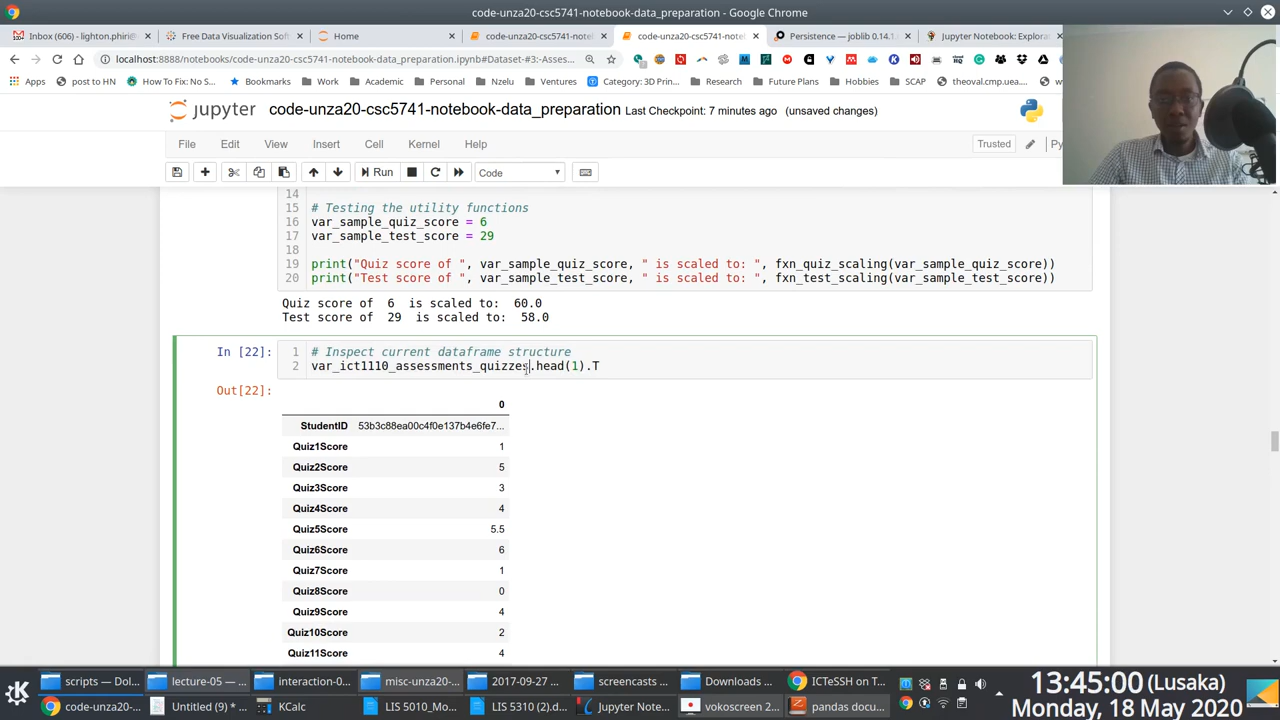 code-unza20-csc5741-notebook-data_preparation - Google Chrome
Inbox (606) - lighton.phiri@
Free Data Visualization Soft
Home
code-unza20-csc5741-notebo
code-unza20-csc5741-notebo
Persistence — joblib 0.14.1.
Jupyter Notebook: Explora
localhost:8888/notebooks/code-unza20-csc5741-notebook-data_preparation.ipynb#Dataset-#3:-Asses...
Apps
post to HN
How To Fix: No S...
Bookmarks
Work
Academic
Personal
Nzelu
Ventures
Category: 3D Prin...
Research
Future Plans
Hobbies
SCAP
theoval.cmp.uea....
jupyter
code-unza20-csc5741-notebook-data_preparation
Last Checkpoint: 7 minutes ago
(unsaved changes)
File
Edit
View
Insert
Cell
Kernel
Help
Trusted
Run
Code
14
15 # Testing the utility functions
16 var_sample_quiz_score = 6
17 var_sample_test_score = 29
18
19 print("Quiz score of ", var_sample_quiz_score, " is scaled to: ", fxn_quiz_scaling(var_sample_quiz_score))
20 print("Test score of ", var_sample_test_score, " is scaled to: ", fxn_test_scaling(var_sample_test_score))
Quiz score of  6  is scaled to:  60.0
Test score of  29  is scaled to:  58.0
In [22]:
1 # Inspect current dataframe structure
2 var_ict1110_assessments_quizzes.head(1).T
Out[22]:
0
StudentID 53b3c88ea00c4f0e137b4e6fe7...
Quiz1Score 1
Quiz2Score 5
Quiz3Score 3
Quiz4Score 4
Quiz5Score 5.5
Quiz6Score 6
Quiz7Score 1
Quiz8Score 0
Quiz9Score 4
Quiz10Score 2
Quiz11Score 4
scripts — Dol...
lecture-05 — ...
interaction-0...
misc-unza20-...
2017-09-27 ...
screencasts ...
Downloads ...
ICTeSSH on T...
code-unza20-...
Untitled (9) • ...
KCalc
LIS 5010_Mo...
LIS 5310 (2).d...
Jupyter Note...
vokoscreen 2...
pandas docu...
13:45:00 (Lusaka)
Monday, 18 May 2020